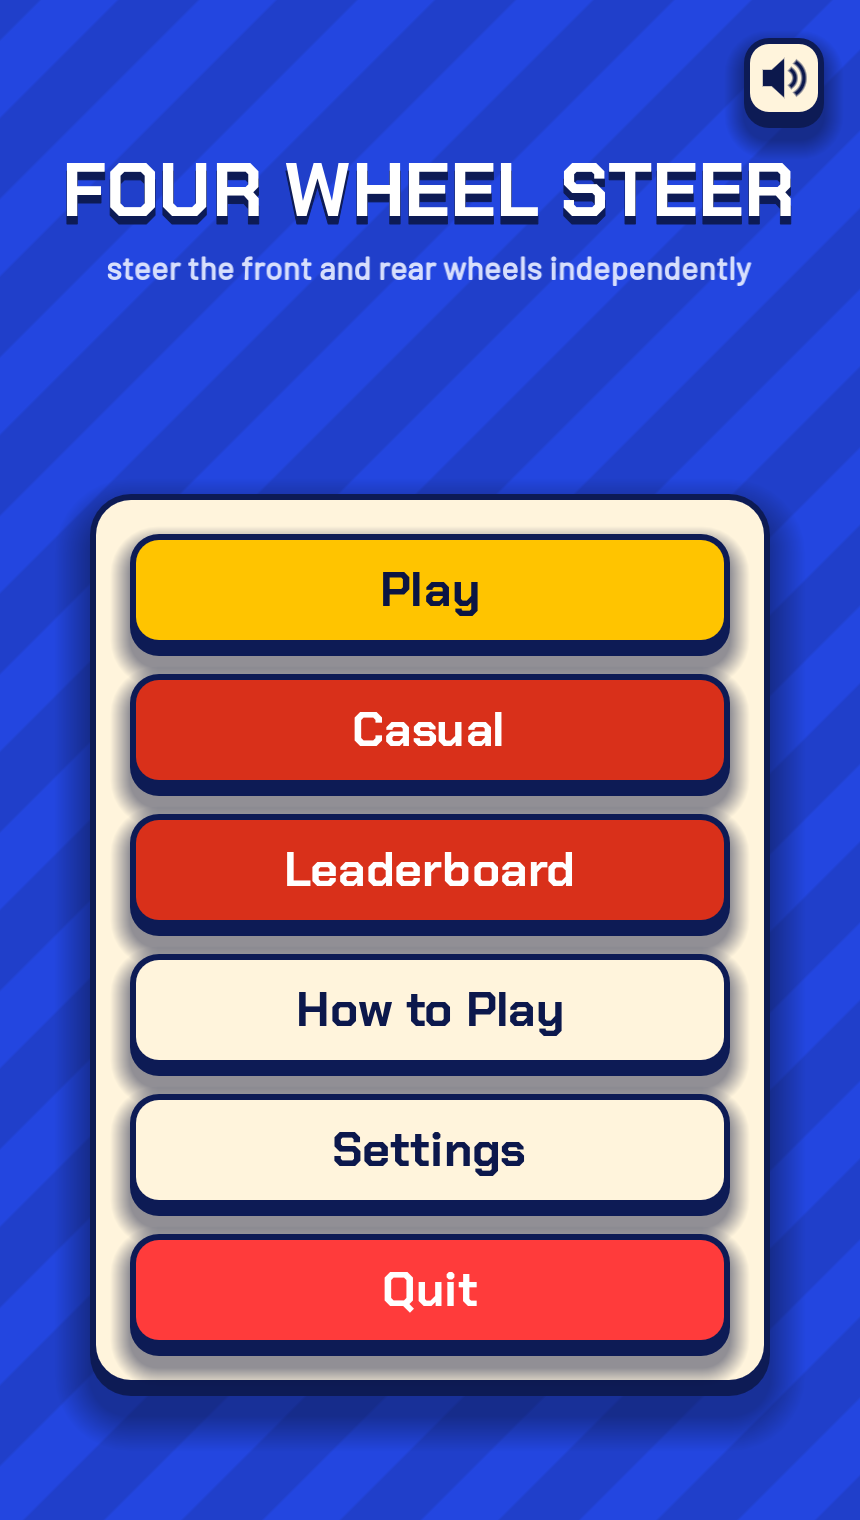 FOUR WHEEL STEER
steer the front and rear wheels independently
Play
Casual
Leaderboard
How to Play
Settings
Quit